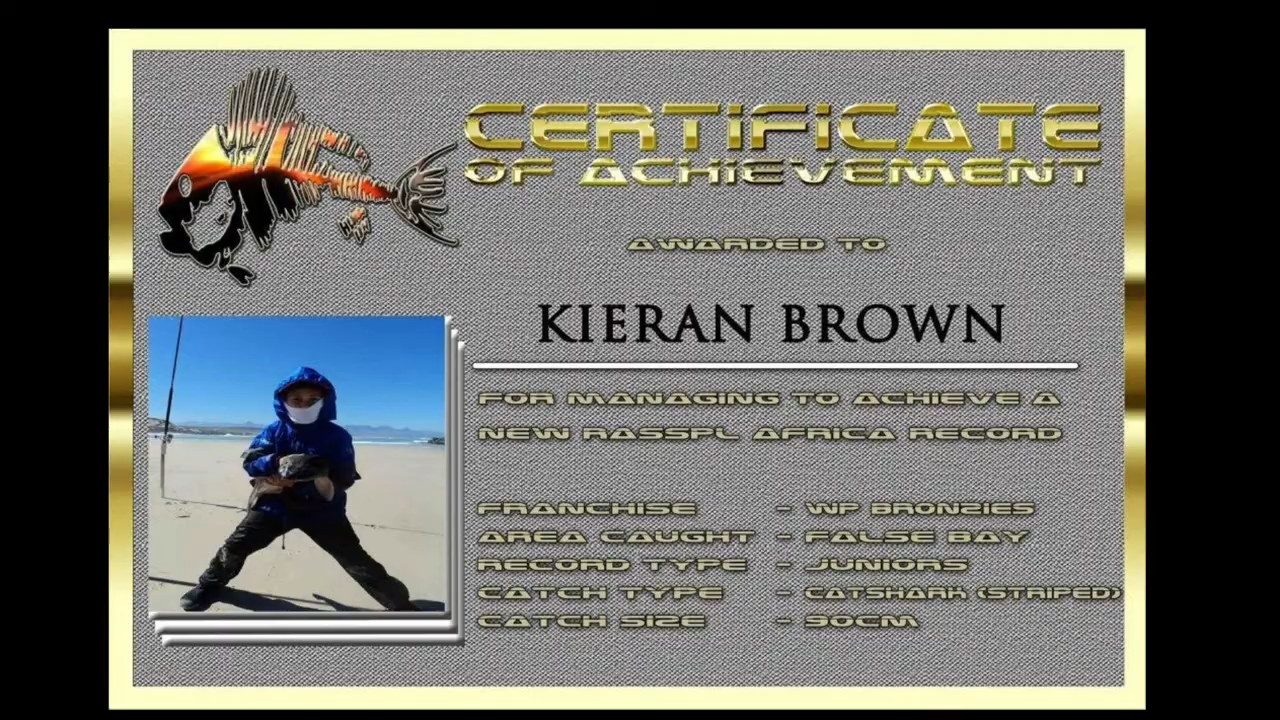 CERTIFICATE
OF ACHIEVEMENT
AWARDED TO
KIERAN BROWN
FOR MANAGING TO ACHIEVE A
NEW RASSPL AFRICA RECORD
FRANCHISE - WP BRONZIES
AREA CAUGHT - FALSE BAY
RECORD TYPE - JUNIORS
CATCH TYPE - CATSHARK (STRIPED)
CATCH SIZE - 90CM